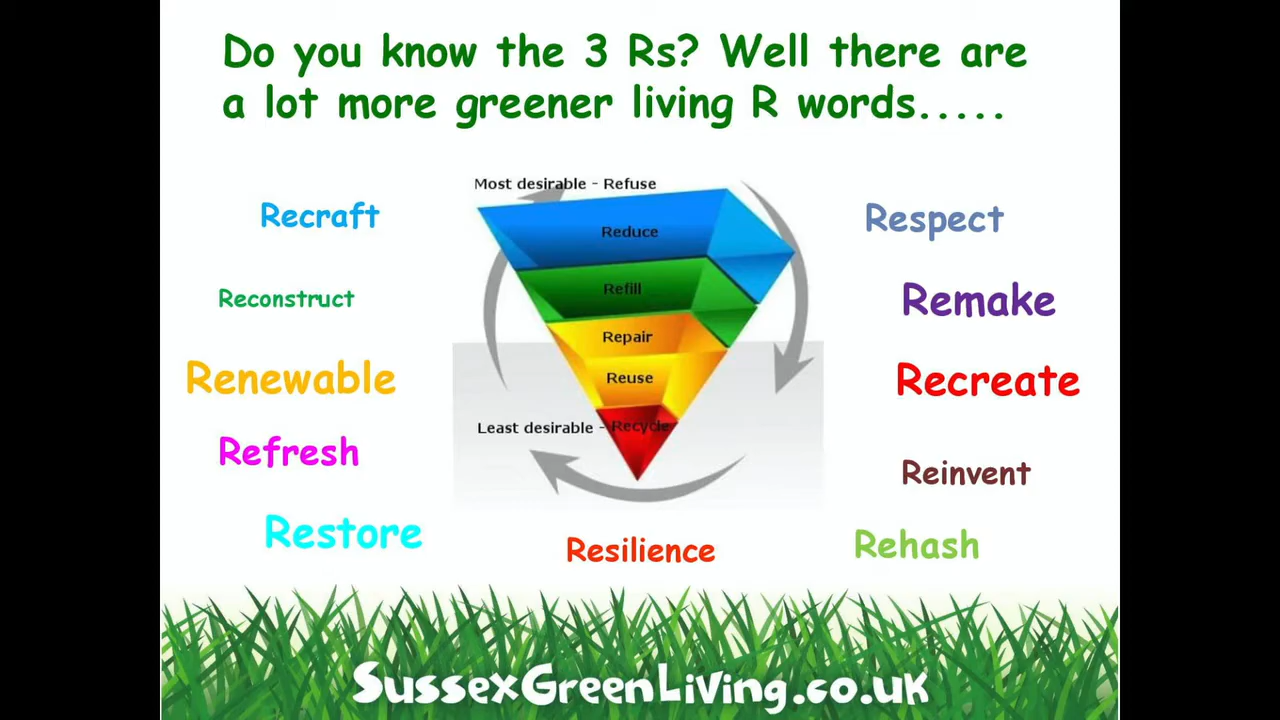 Do you know the 3 Rs? Well there are
a lot more greener living R words.....
Most desirable - Refuse
Reduce
Refill
Repair
Reuse
Least desirable - Recycle
Recraft
Reconstruct
Renewable
Refresh
Restore
Resilience
Respect
Remake
Recreate
Reinvent
Rehash
SussexGreenLiving.co.uk